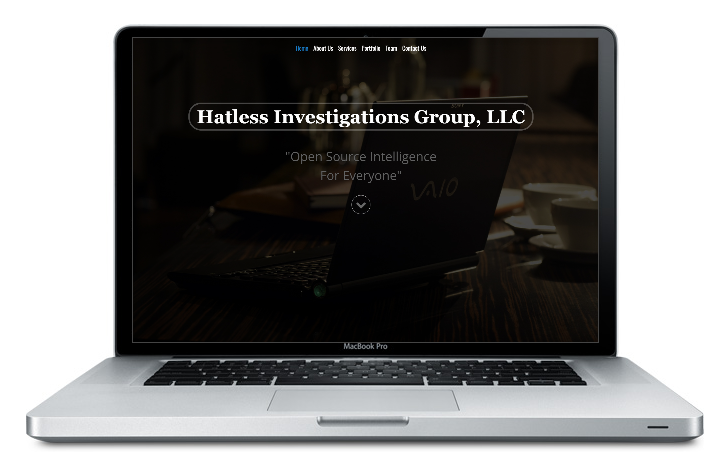 Home About Us Services Portfolio Team Contact Us
Hatless Investigations Group, LLC
"Open Source Intelligence
For Everyone"
VAIO
MacBook Pro